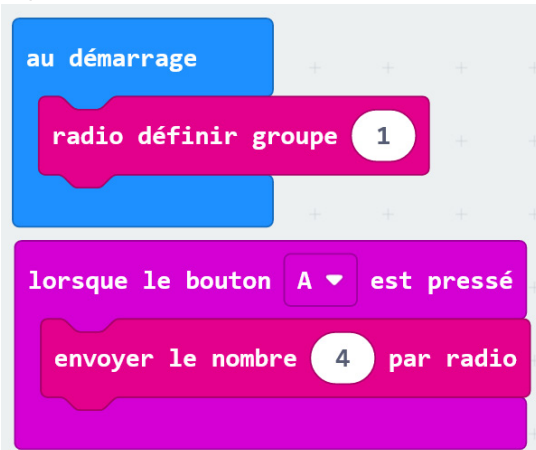 au démarrage
radio définir groupe 1
lorsque le bouton A est pressé
envoyer le nombre 4 par radio